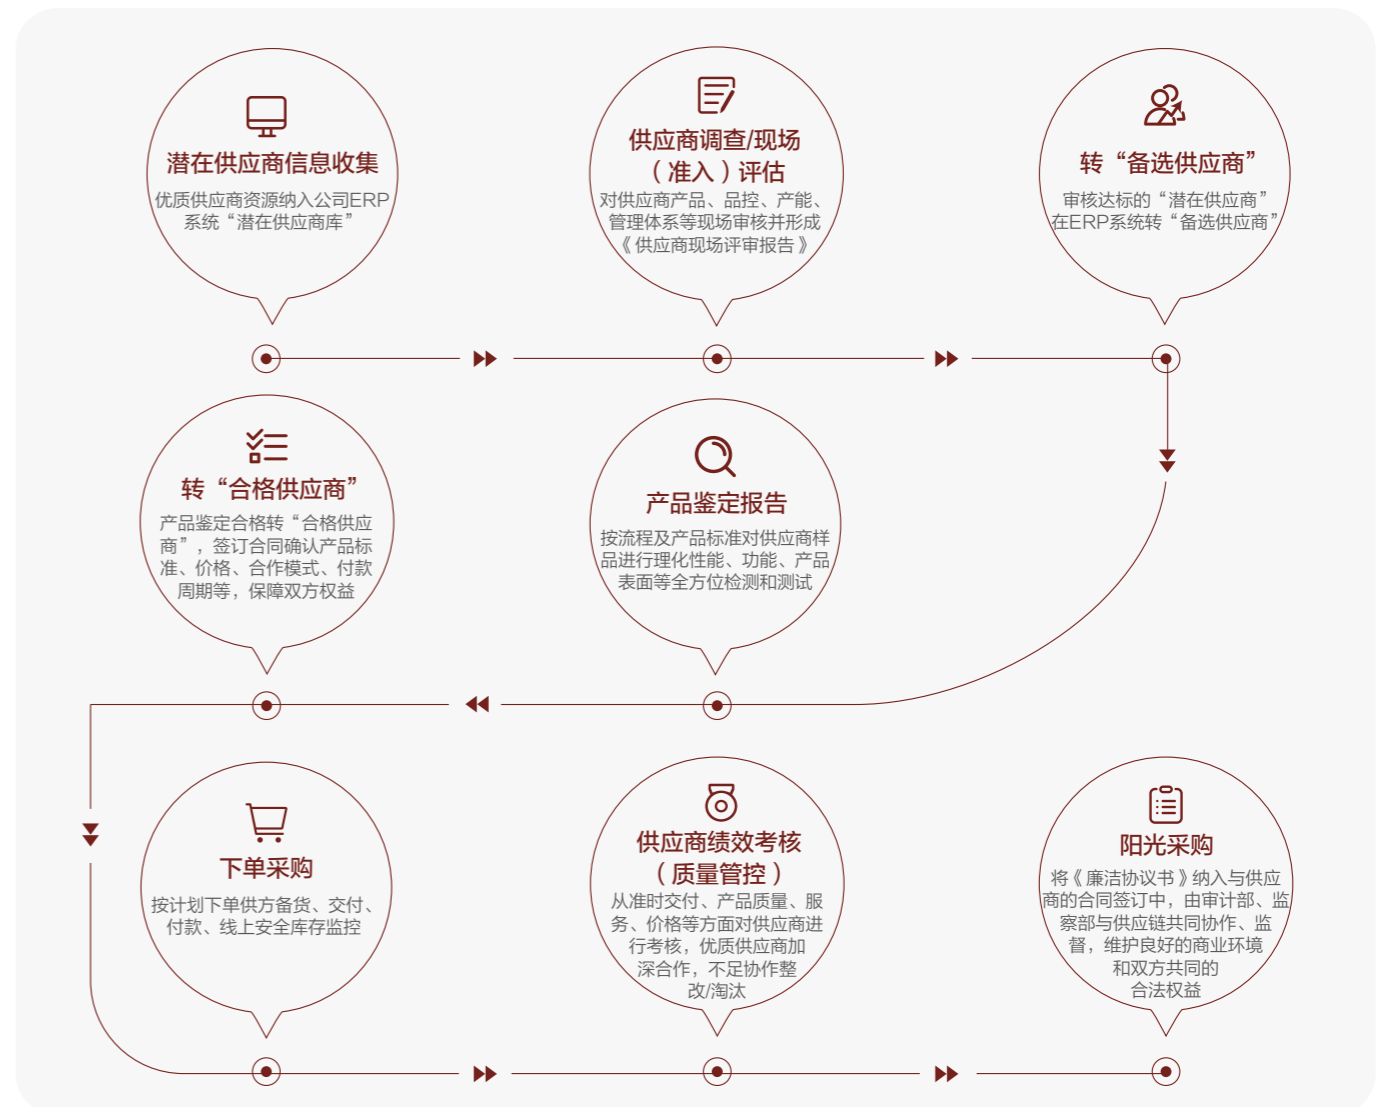 潜在供应商信息收集
优质供应商资源纳入公司ERP
系统“潜在供应商库”
供应商调查/现场
（准入）评估
对供应商产品、品控、产能、
管理体系等现场审核并形成
《供应商现场评审报告》
转“备选供应商”
审核达标的“潜在供应商”
在ERP系统转“备选供应商”
产品鉴定报告
按流程及产品标准对供应商样
品进行理化性能、功能、产品
表面等全方位检测和测试
转“合格供应商”
产品鉴定合格转“合格供应
商”，签订合同确认产品标
准、价格、合作模式、付款
周期等，保障双方权益
下单采购
按计划下单供方备货、交付、
付款、线上安全库存监控
供应商绩效考核
（质量管控）
从准时交付、产品质量、服
务、价格等方面对供应商进
行考核，优质供应商加
深合作，不足协作整
改/淘汰
阳光采购
将《廉洁协议书》纳入与供应
商的合同签订中，由审计部、监
察部与供应链共同协作、监
督，维护良好的商业环境
和双方共同的
合法权益